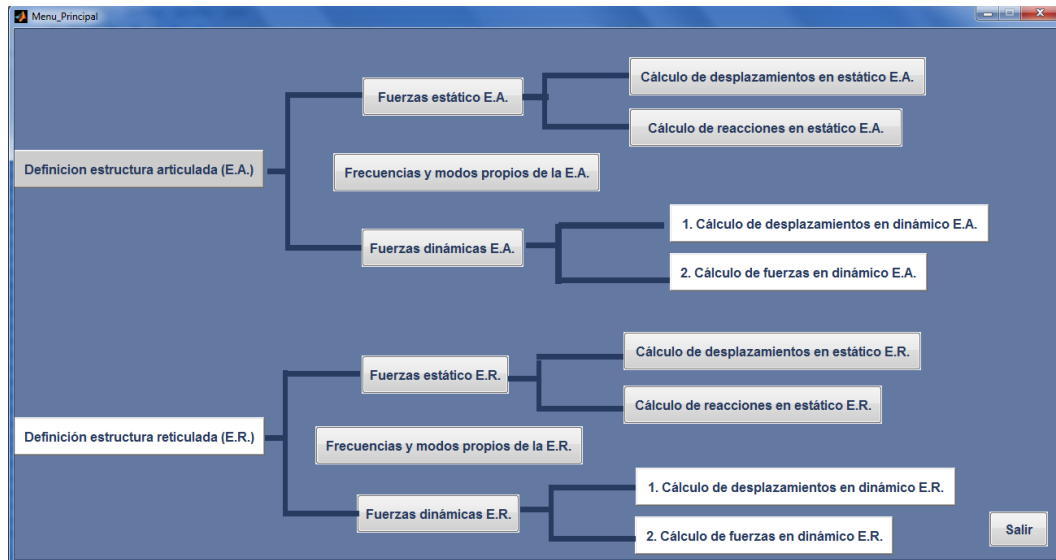 Menu_Principal
Cálculo de desplazamientos en estático E.A.
Fuerzas estático E.A.
Cálculo de reacciones en estático E.A.
Definicion estructura articulada (E.A.)
Frecuencias y modos propios de la E.A.
1. Cálculo de desplazamientos en dinámico E.A.
Fuerzas dinámicas E.A.
2. Cálculo de fuerzas en dinámico E.A.
Cálculo de desplazamientos en estático E.R.
Fuerzas estático E.R.
Cálculo de reacciones en estático E.R.
Definición estructura reticulada (E.R.)
Frecuencias y modos propios de la E.R.
1. Cálculo de desplazamientos en dinámico E.R.
Fuerzas dinámicas E.R.
2. Cálculo de fuerzas en dinámico E.R.
Salir